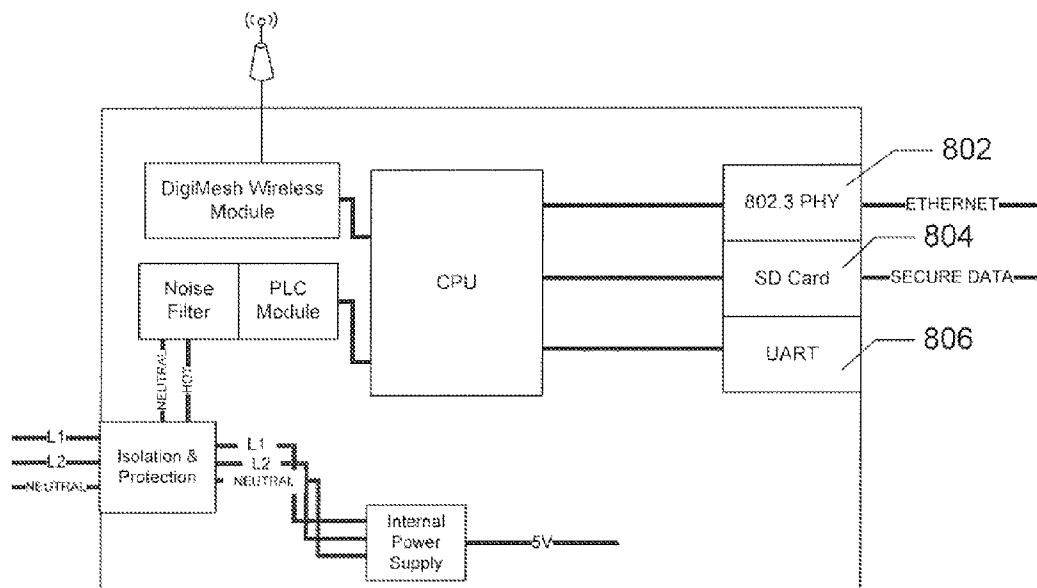 802
DigiMesh Wireless
Module
802.3 PHY
ETHERNET
804
Noise
Filter
PLC
Module
CPU
SD Card
SECURE DATA
806
UART
NEUTRAL
HOT
L1
L2
NEUTRAL
Isolation &
Protection
L1
L2
NEUTRAL
Internal
Power
Supply
5V